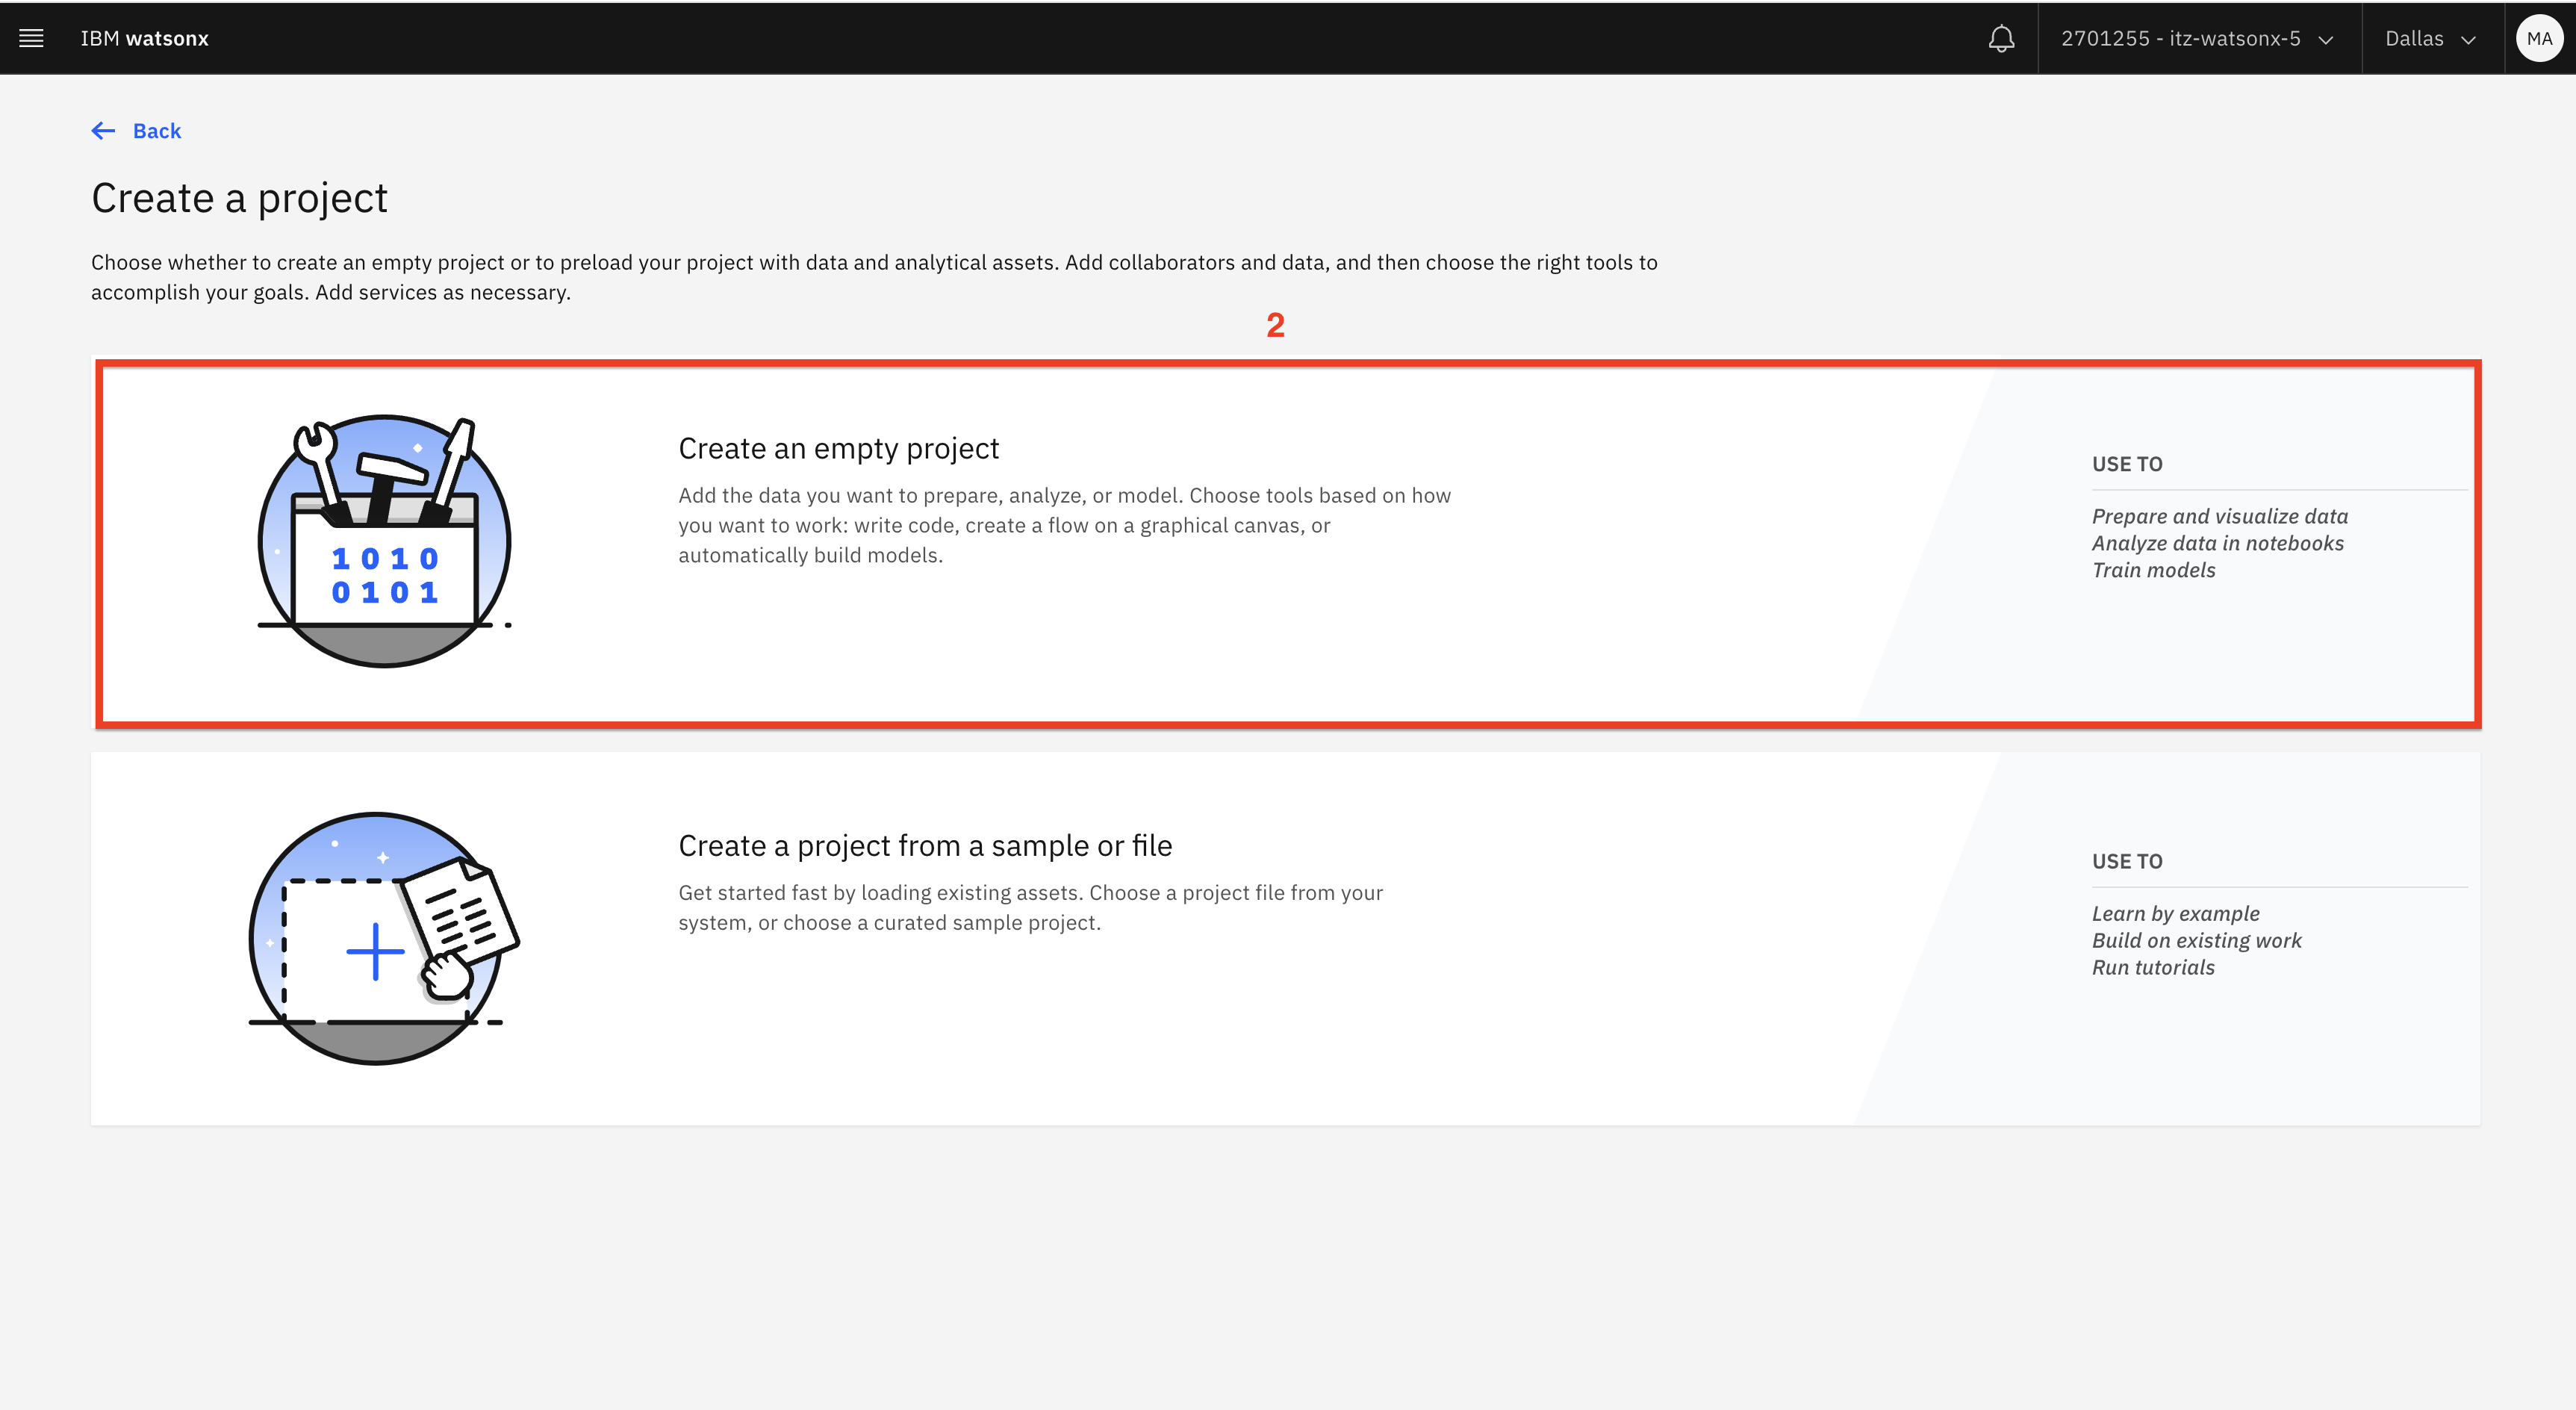 IBM watsonx
2701255 - itz-watsonx-5
Dallas
MA
Back
Create a project
Choose whether to create an empty project or to preload your project with data and analytical assets. Add collaborators and data, and then choose the right tools to
accomplish your goals. Add services as necessary.
2
1010
0101
Create an empty project
Add the data you want to prepare, analyze, or model. Choose tools based on how
you want to work: write code, create a flow on a graphical canvas, or
automatically build models.
USE TO
Prepare and visualize data
Analyze data in notebooks
Train models
Create a project from a sample or file
Get started fast by loading existing assets. Choose a project file from your
system, or choose a curated sample project.
USE TO
Learn by example
Build on existing work
Run tutorials